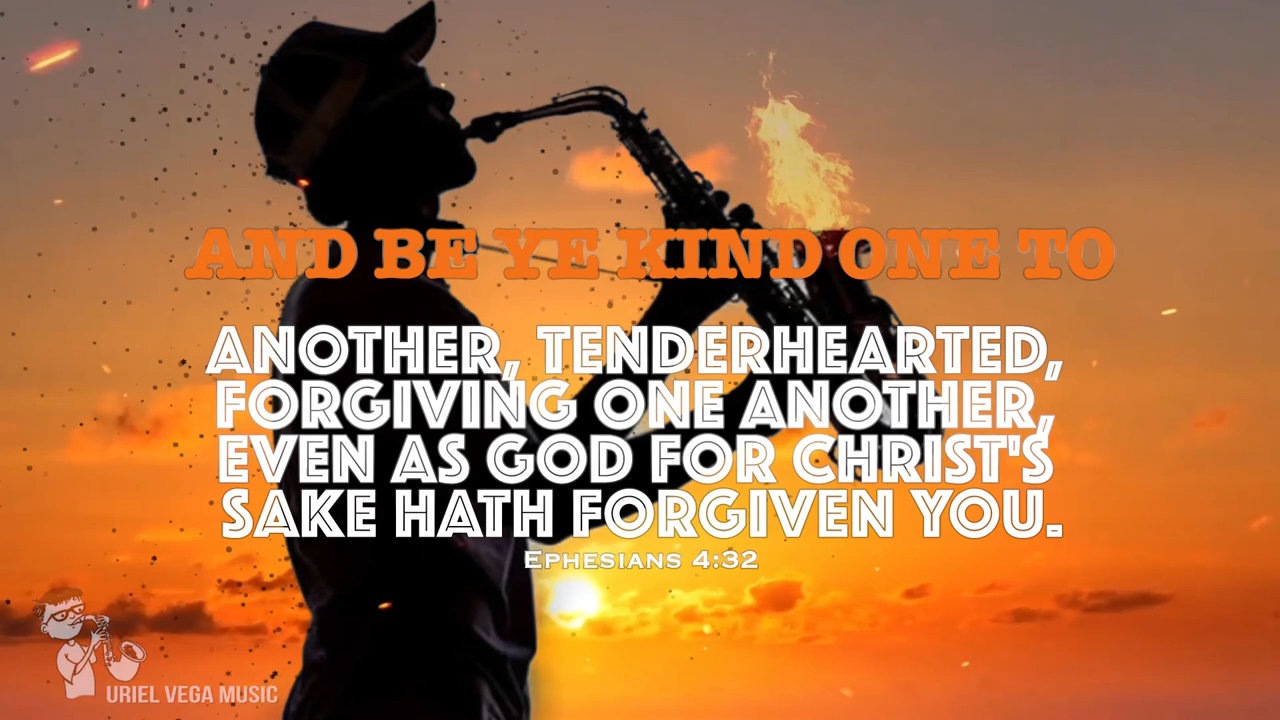 AND BE YE KIND ONE TO
ANOTHER, TENDERHEARTED,
FORGIVING ONE ANOTHER,
EVEN AS GOD FOR CHRIST'S
SAKE HATH FORGIVEN YOU.
EPHESIANS 4:32
URIEL VEGA MUSIC